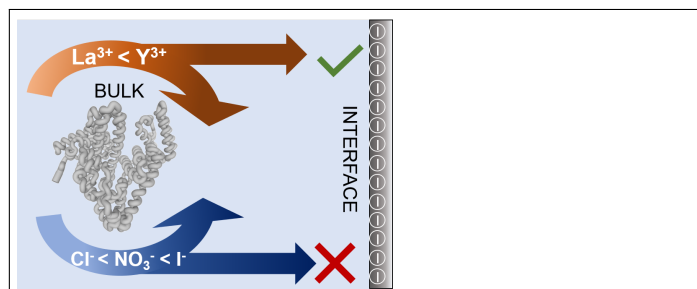 La³⁺ < Y³⁺
BULK
INTERFACE
Cl⁻ < NO₃⁻ < I⁻